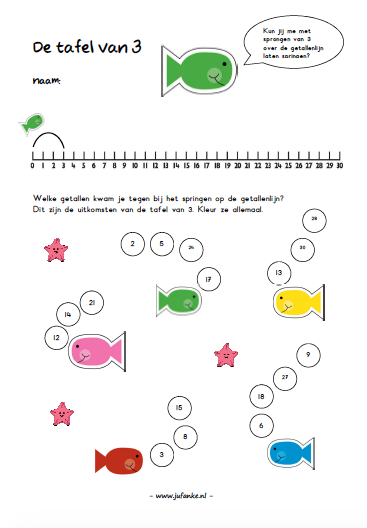 De tafel van 3
naam:
Kun jij me met
sprongen van 3
over de getallenlijn
laten springen?
0 1 2 3 4 5 6 7 8 9 10 11 12 13 14 15 16 17 18 19 20 21 22 23 24 25 26 27 28 29 30
Welke getallen kwam je tegen bij het springen op de getallenlijn?
Dit zijn de uitkomsten van de tafel van 3. Kleur ze allemaal.
2 5 24 17
28 30 13
21 14 12
9 27 18 6
15 8 3
- www.jufanke.nl -